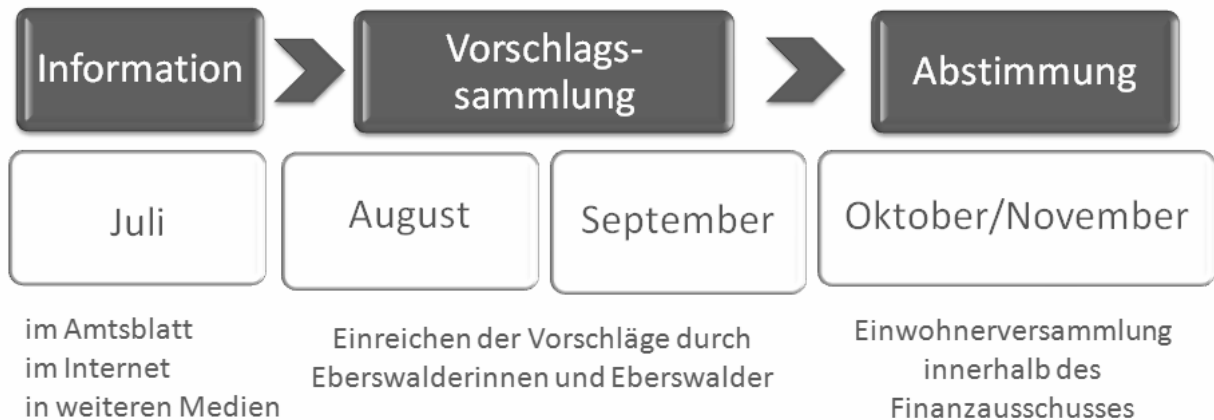 Information
Vorschlags-
sammlung
Abstimmung
Juli
August
September
Oktober/November
im Amtsblatt
im Internet
in weiteren Medien
Einreichen der Vorschläge durch
Eberswalderinnen und Eberswalder
Einwohnerversammlung
innerhalb des
Finanzausschusses